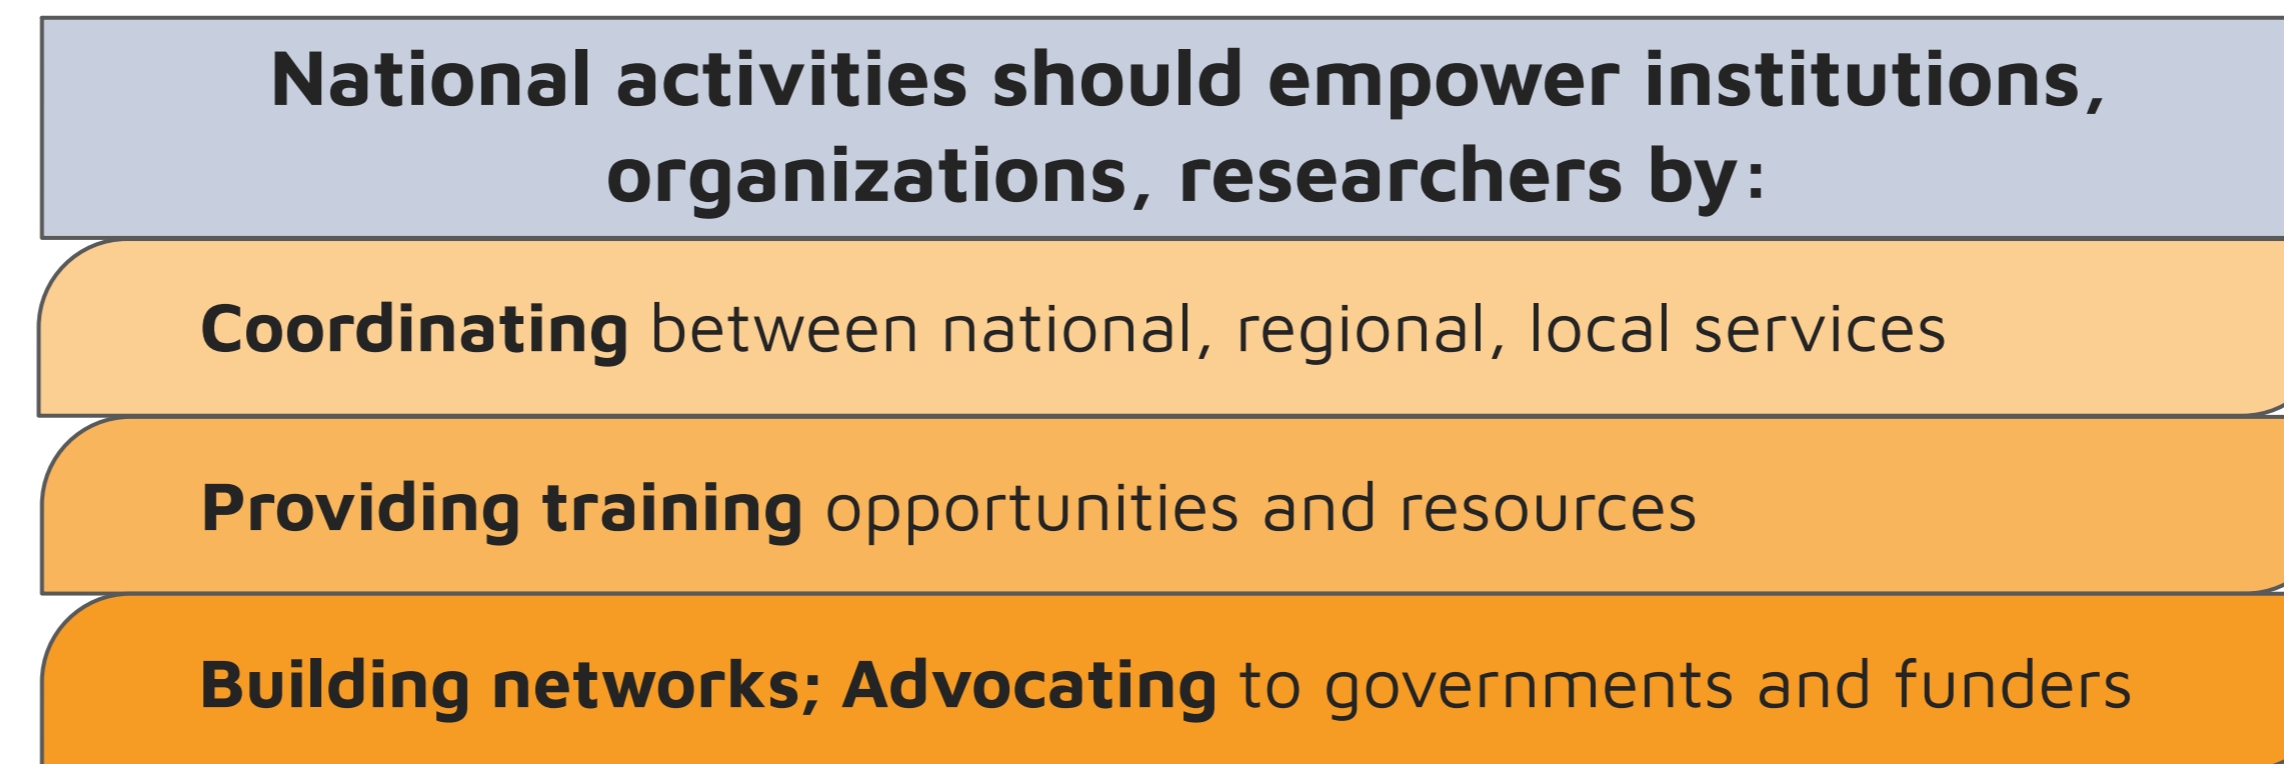 National activities should empower institutions,
organizations, researchers by:
Coordinating between national, regional, local services
Providing training opportunities and resources
Building networks; Advocating to governments and funders